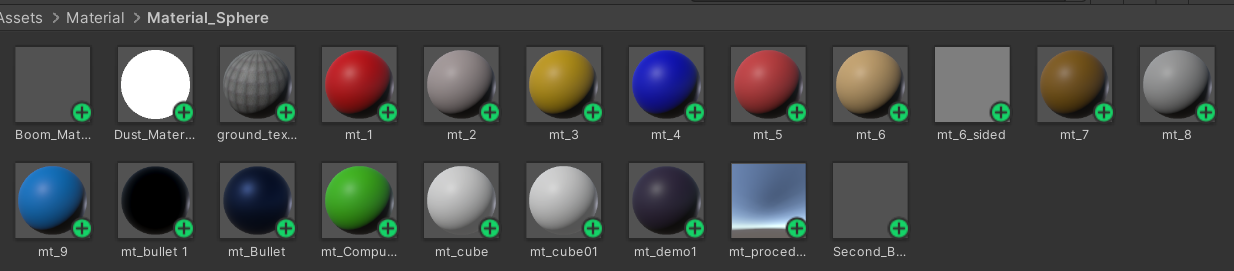 Assets > Material > Material_Sphere
Boom_Mat... Dust_Mater... ground_tex... mt_1 mt_2 mt_3 mt_4 mt_5 mt_6 mt_6_sided mt_7 mt_8
mt_9 mt_bullet 1 mt_Bullet mt_Compu... mt_cube mt_cube01 mt_demo1 mt_proced... Second_B...